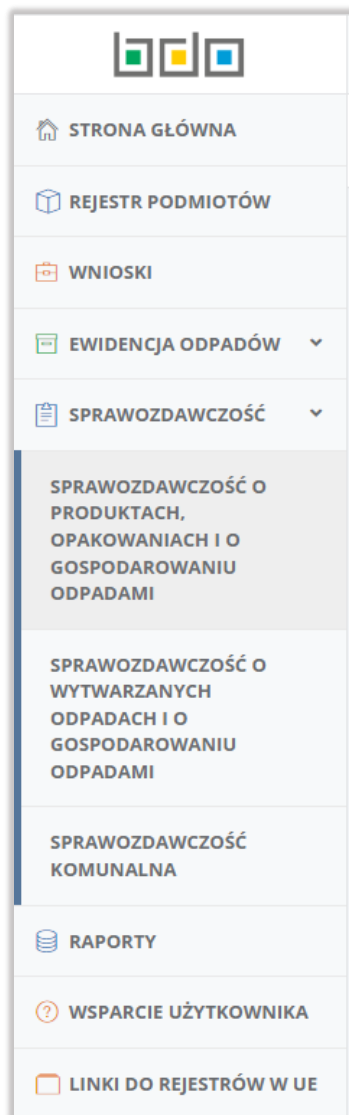 bdo
STRONA GŁÓWNA
REJESTR PODMIOTÓW
WNIOSKI
EWIDENCJA ODPADÓW
SPRAWOZDAWCZOŚĆ
SPRAWOZDAWCZOŚĆ O
PRODUKTACH,
OPAKOWANIACH I O
GOSPODAROWANIU
ODPADAMI
SPRAWOZDAWCZOŚĆ O
WYTWARZANYCH
ODPADACH I O
GOSPODAROWANIU
ODPADAMI
SPRAWOZDAWCZOŚĆ
KOMUNALNA
RAPORTY
WSPARCIE UŻYTKOWNIKA
LINKI DO REJESTRÓW W UE